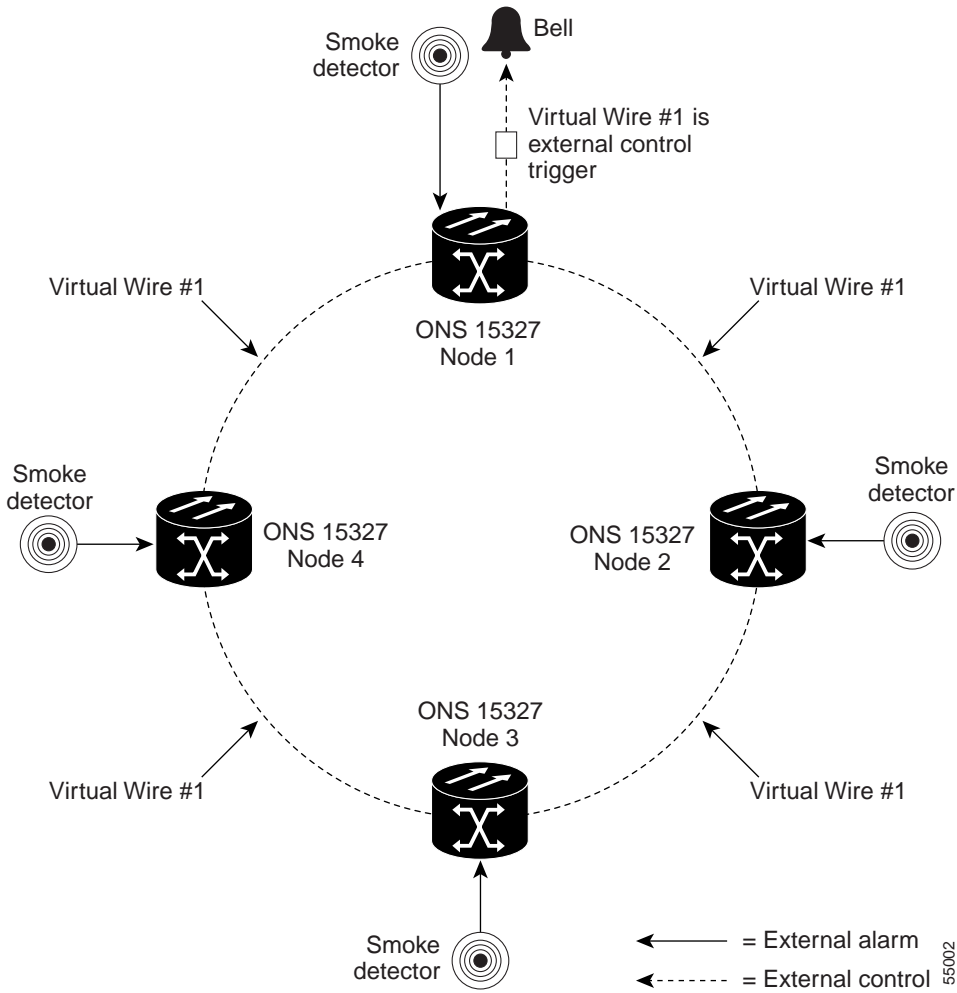 Smoke
detector
Bell
Virtual Wire #1 is
external control
trigger
Virtual Wire #1
Virtual Wire #1
ONS 15327
Node 1
Smoke
detector
ONS 15327
Node 4
ONS 15327
Node 2
Smoke
detector
ONS 15327
Node 3
Virtual Wire #1
Virtual Wire #1
Smoke
detector
= External alarm
= External control
55002